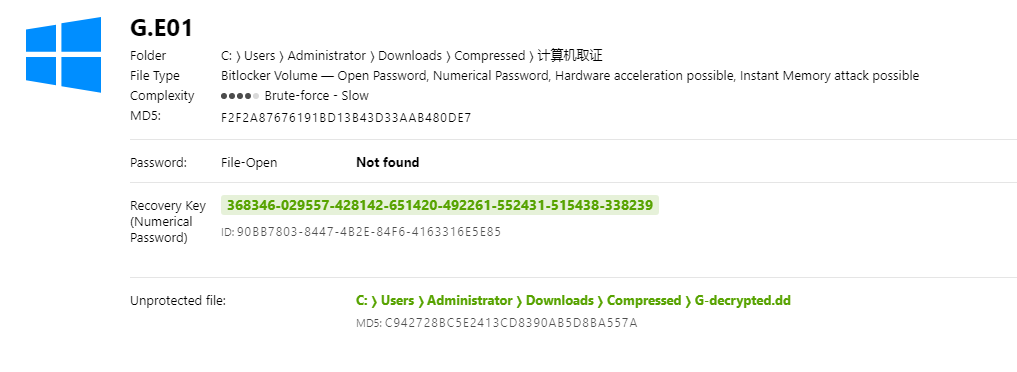 G.E01
Folder C: ❭ Users ❭ Administrator ❭ Downloads ❭ Compressed ❭ 计算机取证
File Type Bitlocker Volume — Open Password, Numerical Password, Hardware acceleration possible, Instant Memory attack possible
Complexity Brute-force - Slow
MD5: F2F2A87676191BD13B43D33AAB480DE7
Password: File-Open Not found
Recovery Key 368346-029557-428142-651420-492261-552431-515438-338239
(Numerical
Password)
ID: 90BB7803-8447-4B2E-84F6-4163316E5E85
Unprotected file: C: ❭ Users ❭ Administrator ❭ Downloads ❭ Compressed ❭ G-decrypted.dd
MD5: C942728BC5E2413CD8390AB5D8BA557A